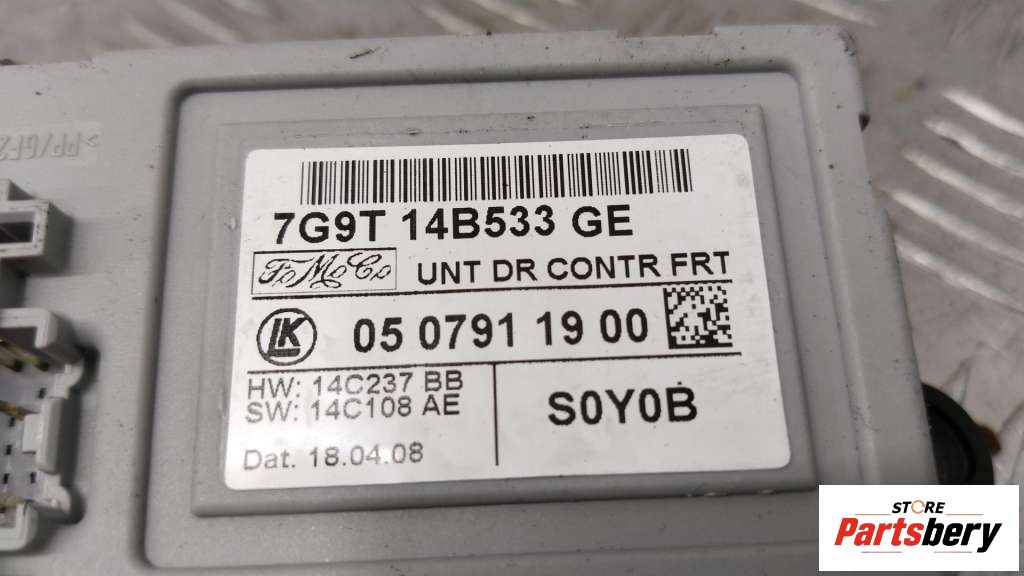 7G9T 14B533 GE
FoMoCo UNT DR CONTR FRT
LK 05 0791 19 00
HW: 14C237 BB
SW: 14C108 AE
S0Y0B
Dat. 18.04.08
STORE
Partsbery